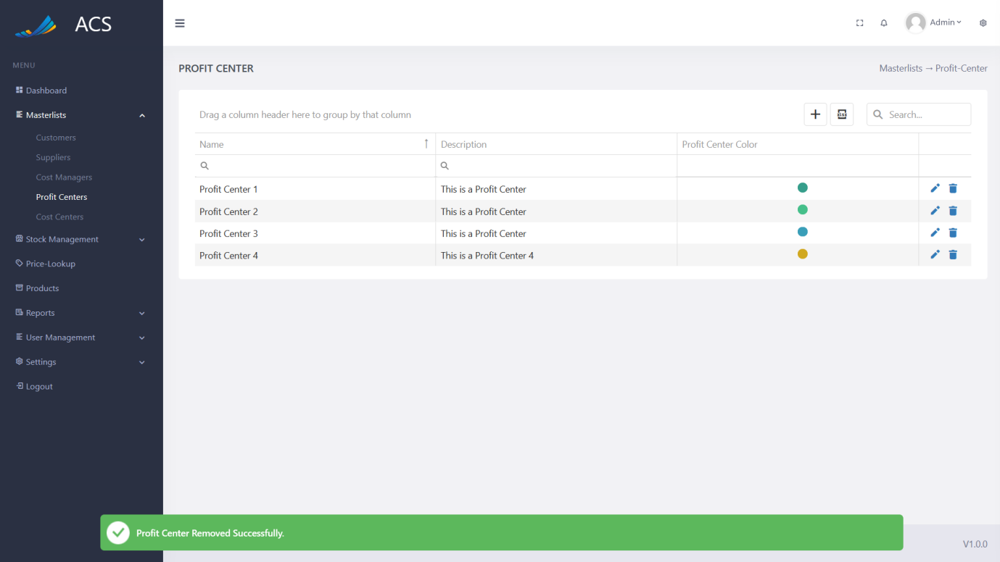 ACS
Admin
MENU
PROFIT CENTER
Masterlists → Profit-Center
Dashboard
Masterlists
Customers
Suppliers
Cost Managers
Profit Centers
Cost Centers
Stock Management
Price-Lookup
Products
Reports
User Management
Settings
Logout
Drag a column header here to group by that column
XLSX
Search...
Name ↑ Description Profit Center Color
Profit Center 1 This is a Profit Center
Profit Center 2 This is a Profit Center
Profit Center 3 This is a Profit Center
Profit Center 4 This is a Profit Center 4
Profit Center Removed Successfully.
V1.0.0